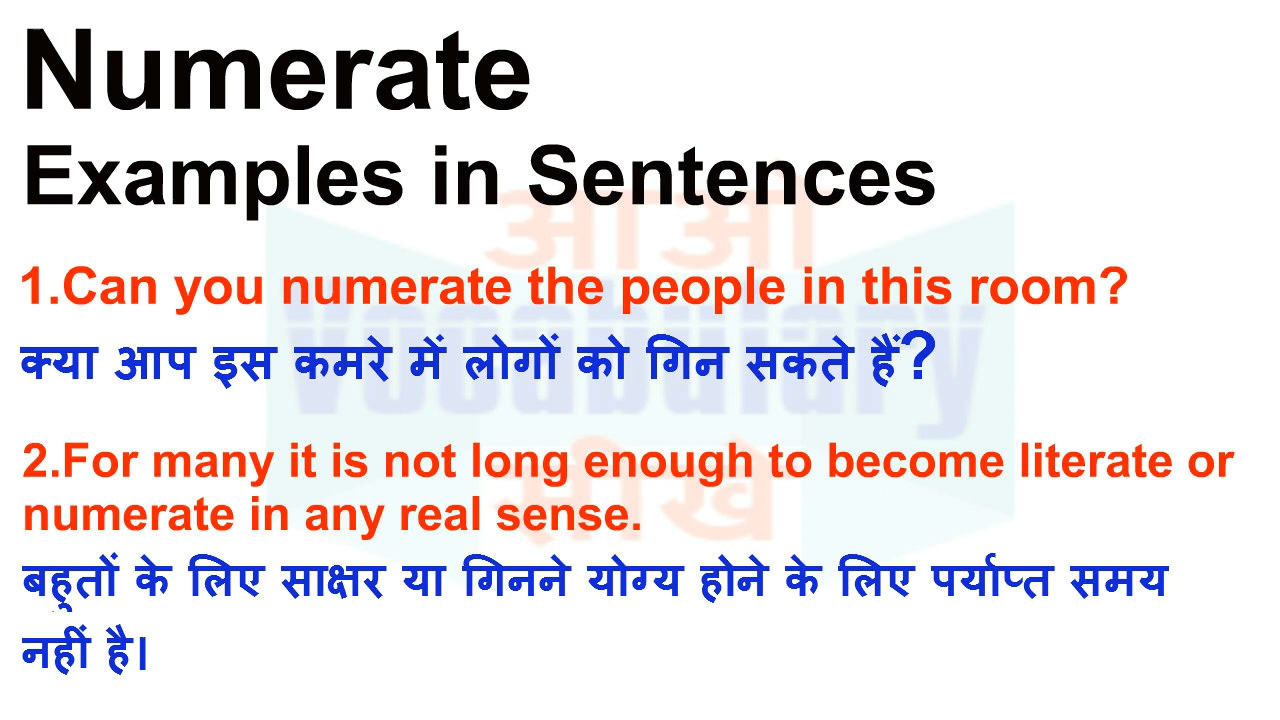 Numerate
Examples in Sentences
1.Can you numerate the people in this room?
क्या आप इस कमरे में लोगों को गिन सकते हैं?
2.For many it is not long enough to become literate or
numerate in any real sense.
बहुतों के लिए साक्षर या गिनने योग्य होने के लिए पर्याप्त समय
नहीं है।
आओ
vocabulary
सीखें